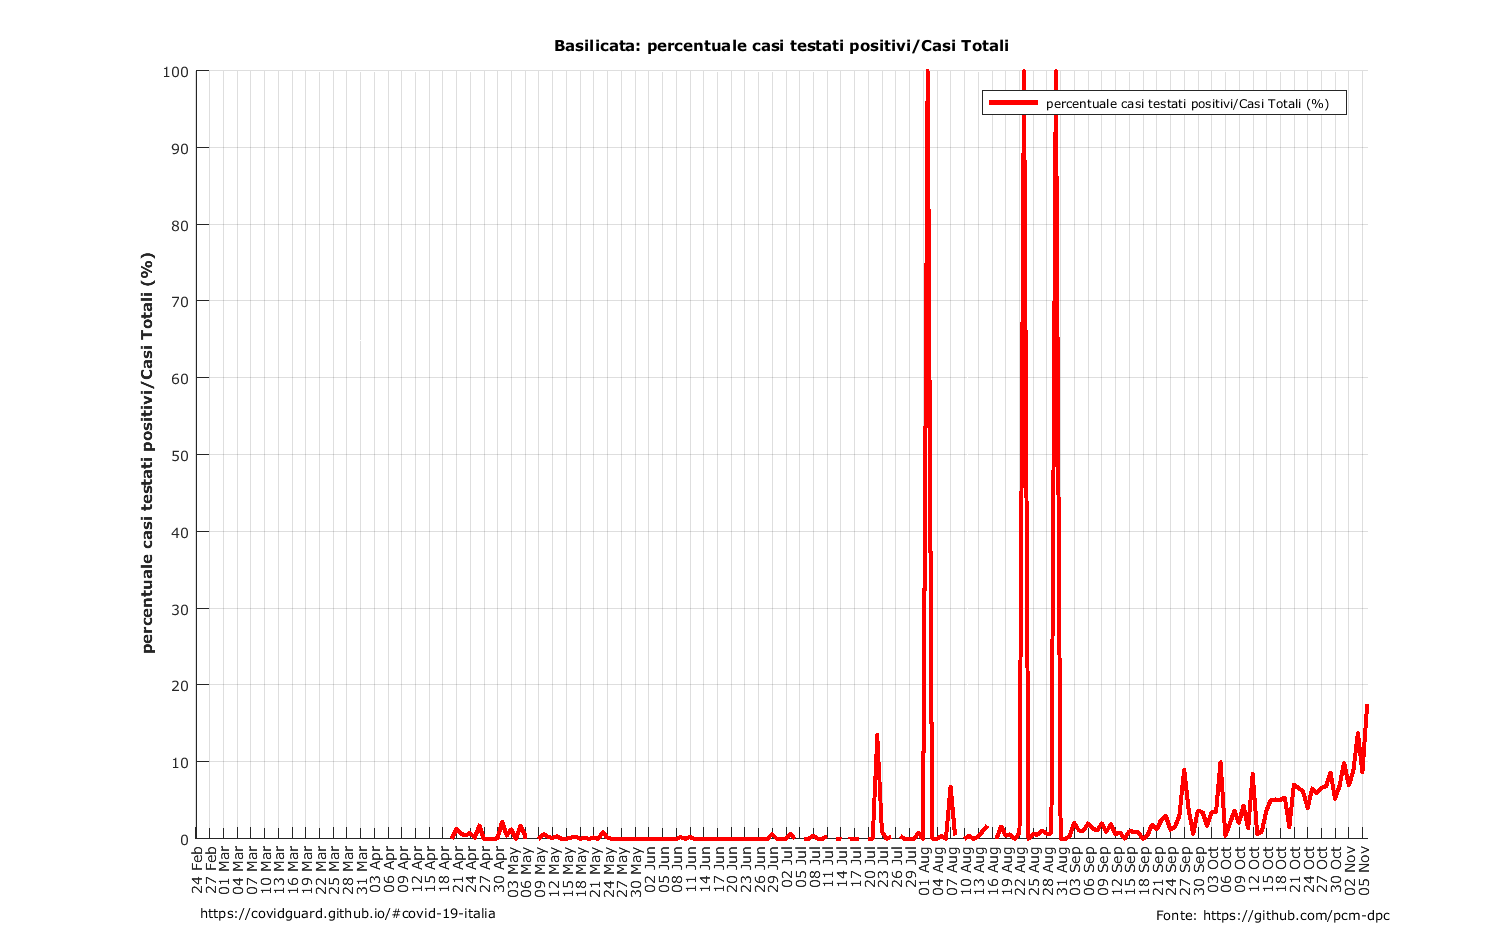 Basilicata: percentuale casi testati positivi/Casi Totali
percentuale casi testati positivi/Casi Totali (%)
percentuale casi testati positivi/Casi Totali (%)
100
90
80
70
60
50
40
30
20
10
0
24 Feb
27 Feb
01 Mar
04 Mar
07 Mar
10 Mar
13 Mar
16 Mar
19 Mar
22 Mar
25 Mar
28 Mar
31 Mar
03 Apr
06 Apr
09 Apr
12 Apr
15 Apr
18 Apr
21 Apr
24 Apr
27 Apr
30 Apr
03 May
06 May
09 May
12 May
15 May
18 May
21 May
24 May
27 May
30 May
02 Jun
05 Jun
08 Jun
11 Jun
14 Jun
17 Jun
20 Jun
23 Jun
26 Jun
29 Jun
02 Jul
05 Jul
08 Jul
11 Jul
14 Jul
17 Jul
20 Jul
23 Jul
26 Jul
29 Jul
01 Aug
04 Aug
07 Aug
10 Aug
13 Aug
16 Aug
19 Aug
22 Aug
25 Aug
28 Aug
31 Aug
03 Sep
06 Sep
09 Sep
12 Sep
15 Sep
18 Sep
21 Sep
24 Sep
27 Sep
30 Sep
03 Oct
06 Oct
09 Oct
12 Oct
15 Oct
18 Oct
21 Oct
24 Oct
27 Oct
30 Oct
02 Nov
05 Nov
https://covidguard.github.io/#covid-19-italia
Fonte: https://github.com/pcm-dpc